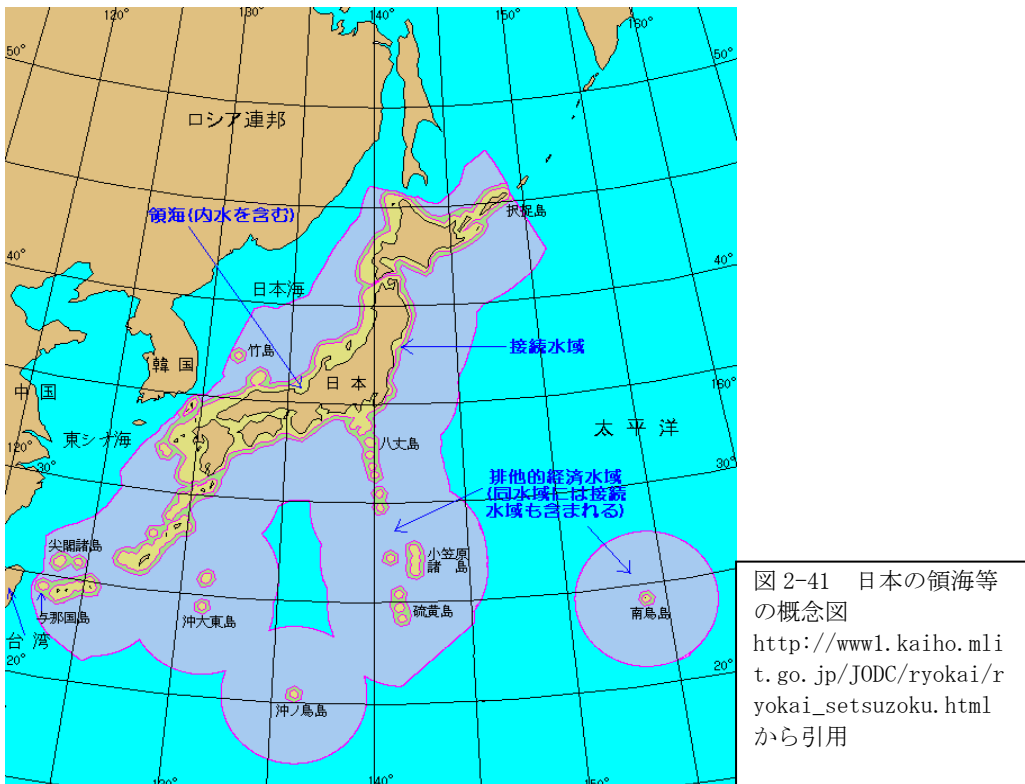 120°
130°
140°
150°
160°
50°
50°
ロシア連邦
択捉島
領海(内水を含む)
40°
40°
日本海
竹島
接続水域
韓国
日本
中国
160°
東シナ海
太平洋
八丈島
120°
30°
30°
排他的経済水域
(同水域には接続
水域も含まれる)
尖閣諸島
小笠原
諸島
与那国島
沖大東島
硫黄島
南鳥島
台湾
20°
20°
沖ノ鳥島
130°
140°
150°
図 2-41 日本の領海等
の概念図
http://www1.kaiho.mli
t.go.jp/JODC/ryokai/r
yokai_setsuzoku.html
から引用